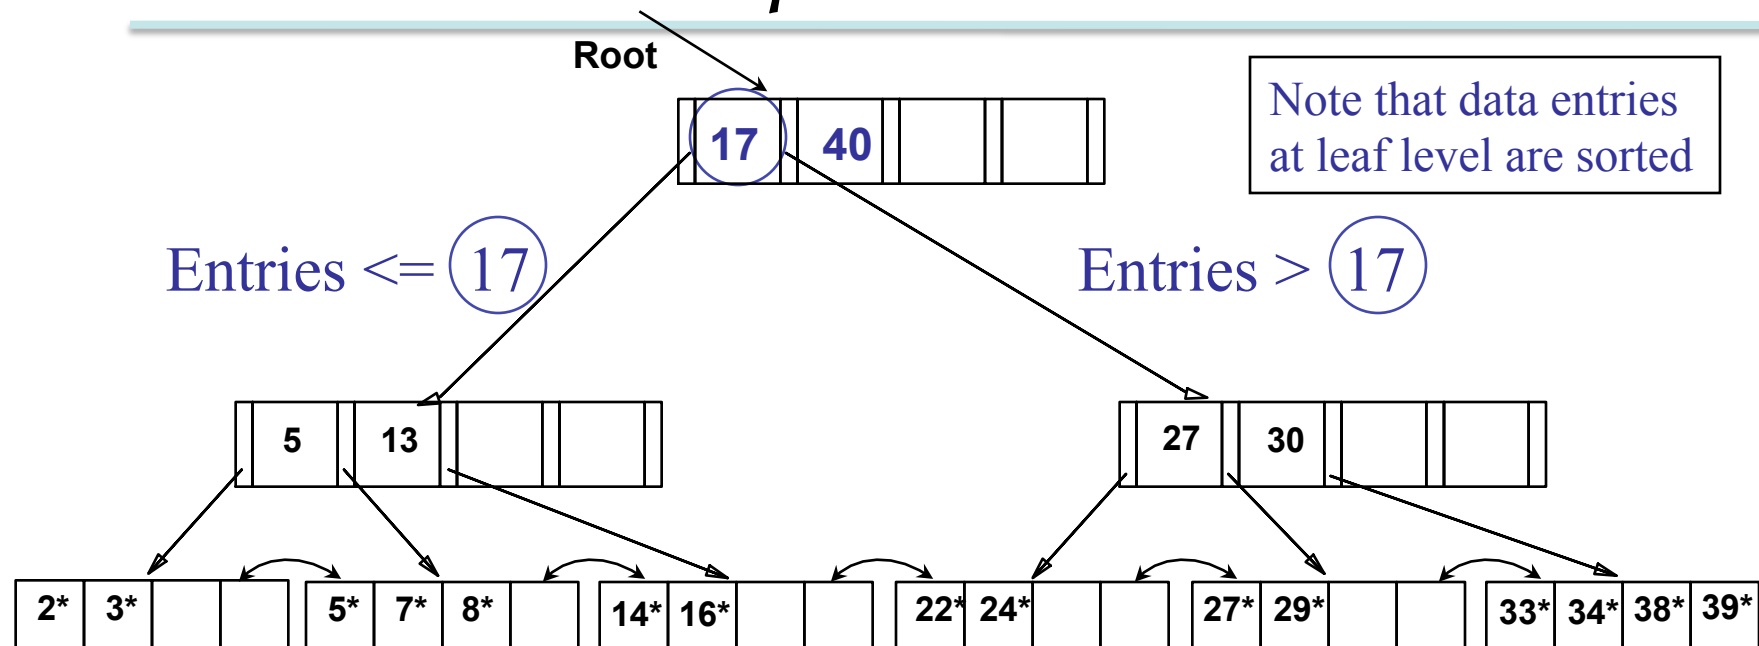 Root
17 40
Note that data entries
at leaf level are sorted
Entries <= 17
Entries > 17
5 13
27 30
2* 3* 5* 7* 8* 14* 16* 22* 24* 27* 29* 33* 34* 38* 39*